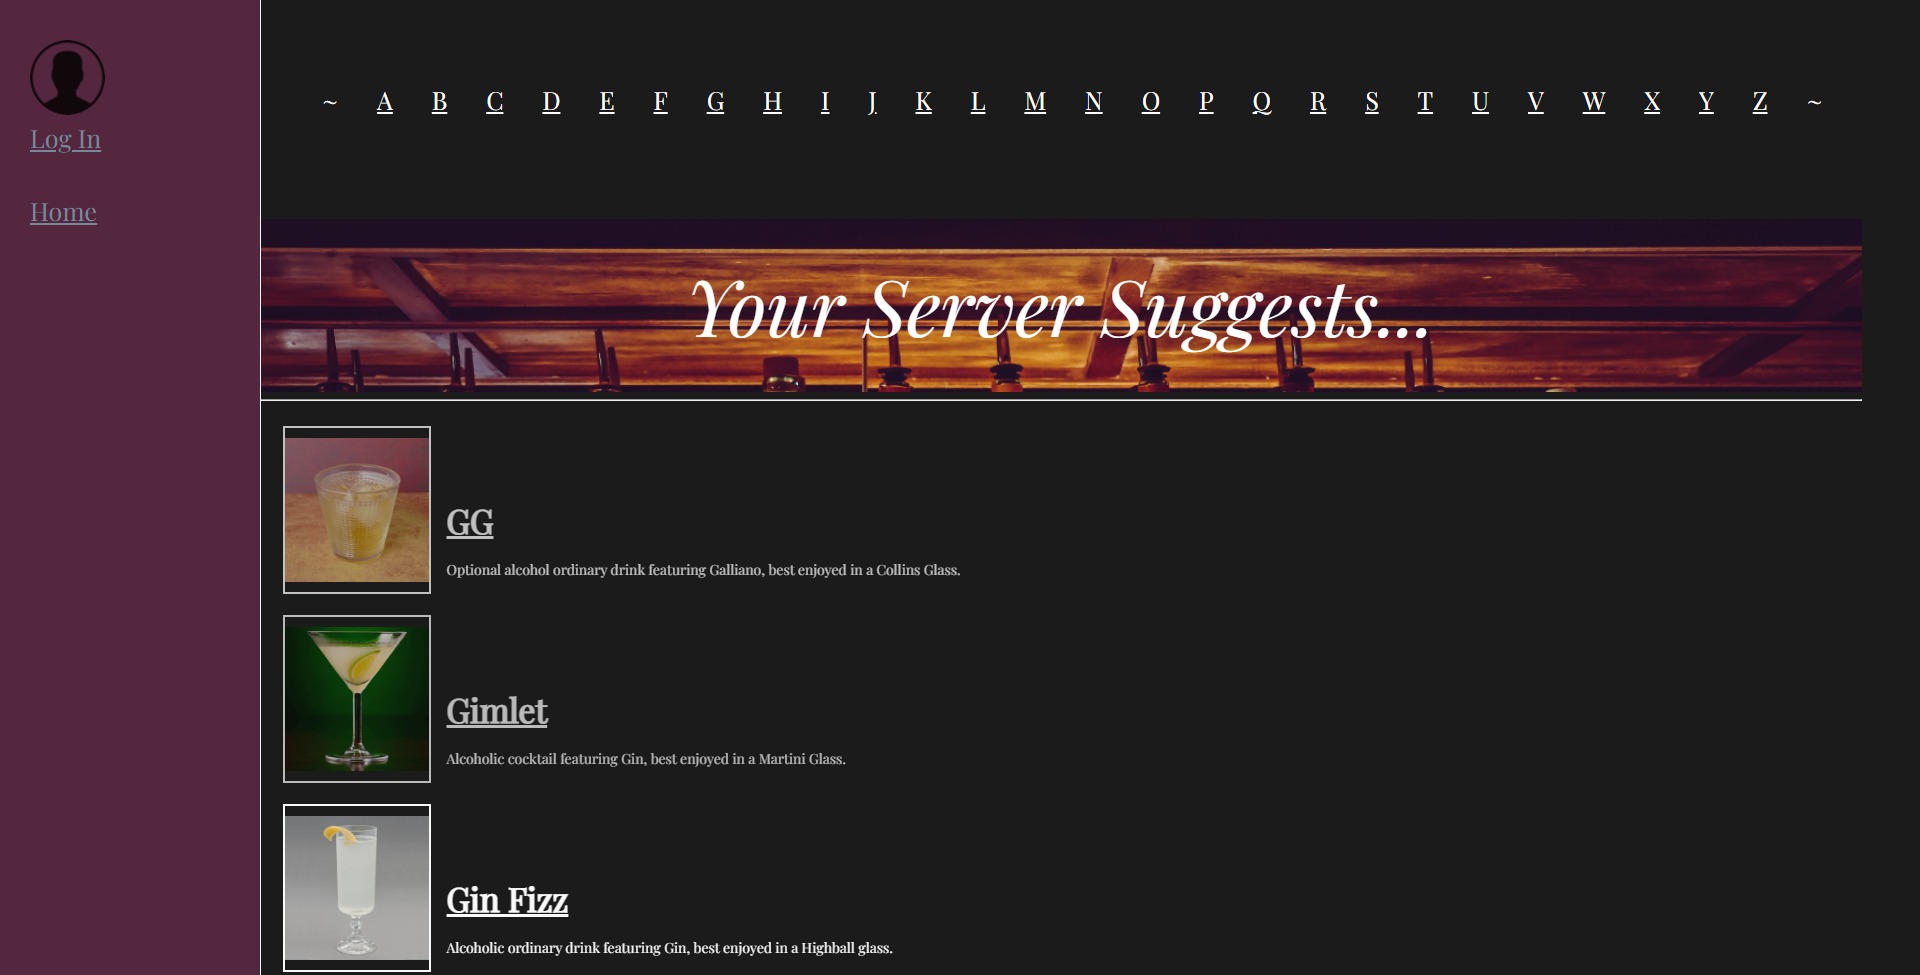 Log In
Home
~ A B C D E F G H I J K L M N O P Q R S T U V W X Y Z ~
Your Server Suggests...
GG
Optional alcohol ordinary drink featuring Galliano, best enjoyed in a Collins Glass.
Gimlet
Alcoholic cocktail featuring Gin, best enjoyed in a Martini Glass.
Gin Fizz
Alcoholic ordinary drink featuring Gin, best enjoyed in a Highball glass.